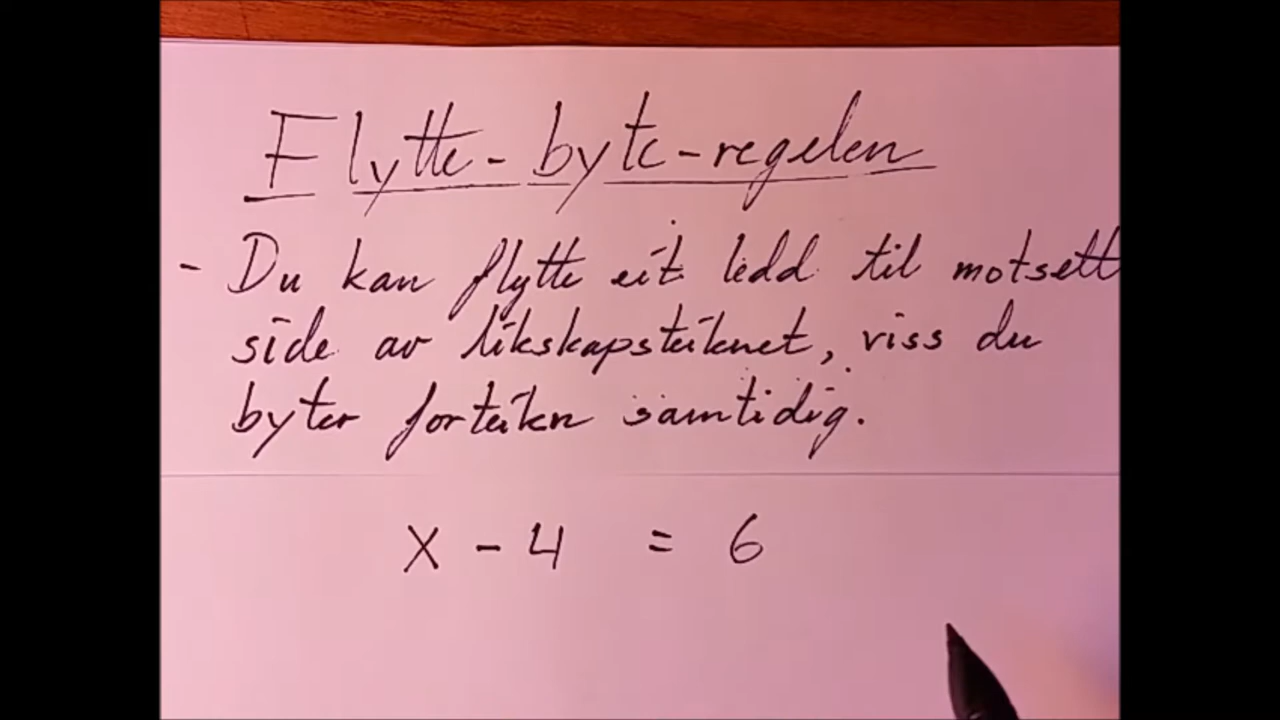 Flytte-byte-regelen
- Du kan flytte eit ledd til motsett
side av likskapsteiknet, viss du
byter forteikn samtidig.
x - 4 = 6